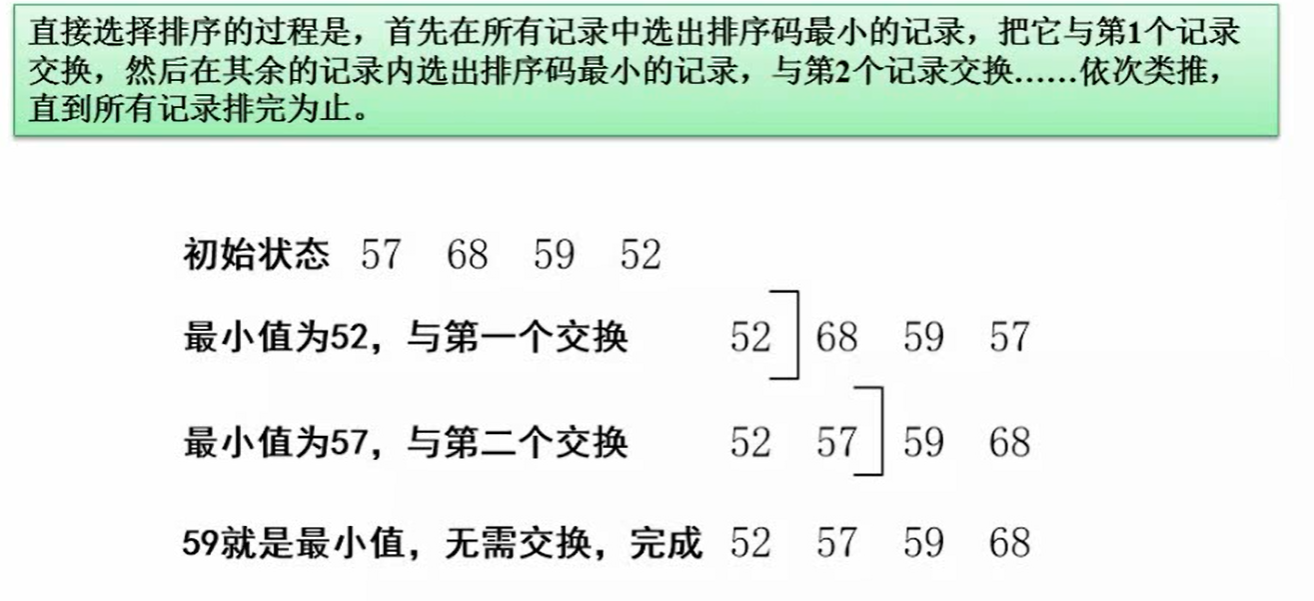 直接选择排序的过程是，首先在所有记录中选出排序码最小的记录，把它与第1个记录
交换，然后在其余的记录内选出排序码最小的记录，与第2个记录交换……依次类推，
直到所有记录排完为止。
初始状态 57 68 59 52
最小值为52，与第一个交换 52 68 59 57
最小值为57，与第二个交换 52 57 59 68
59就是最小值，无需交换，完成 52 57 59 68